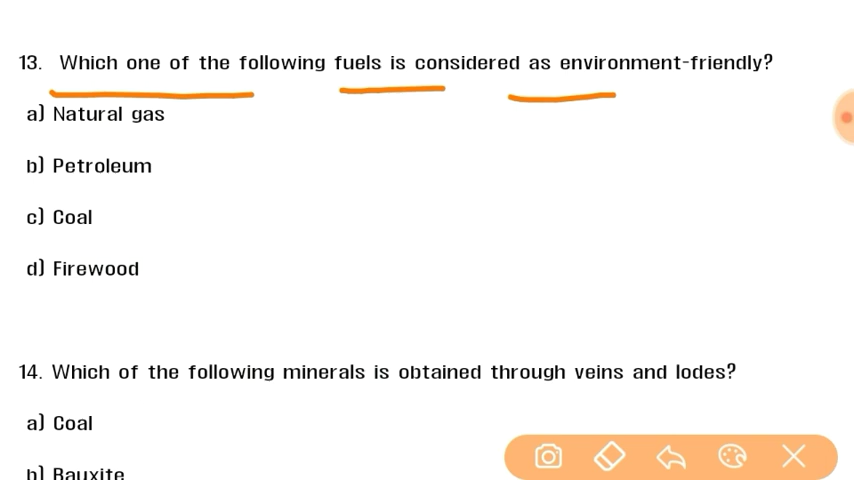 13. Which one of the following fuels is considered as environment-friendly?
a) Natural gas
b) Petroleum
c) Coal
d) Firewood
14. Which of the following minerals is obtained through veins and lodes?
a) Coal
b) Bauxite